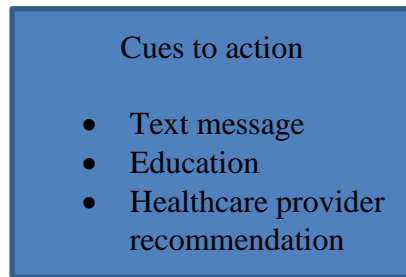 Cues to action
• Text message
• Education
• Healthcare provider
recommendation